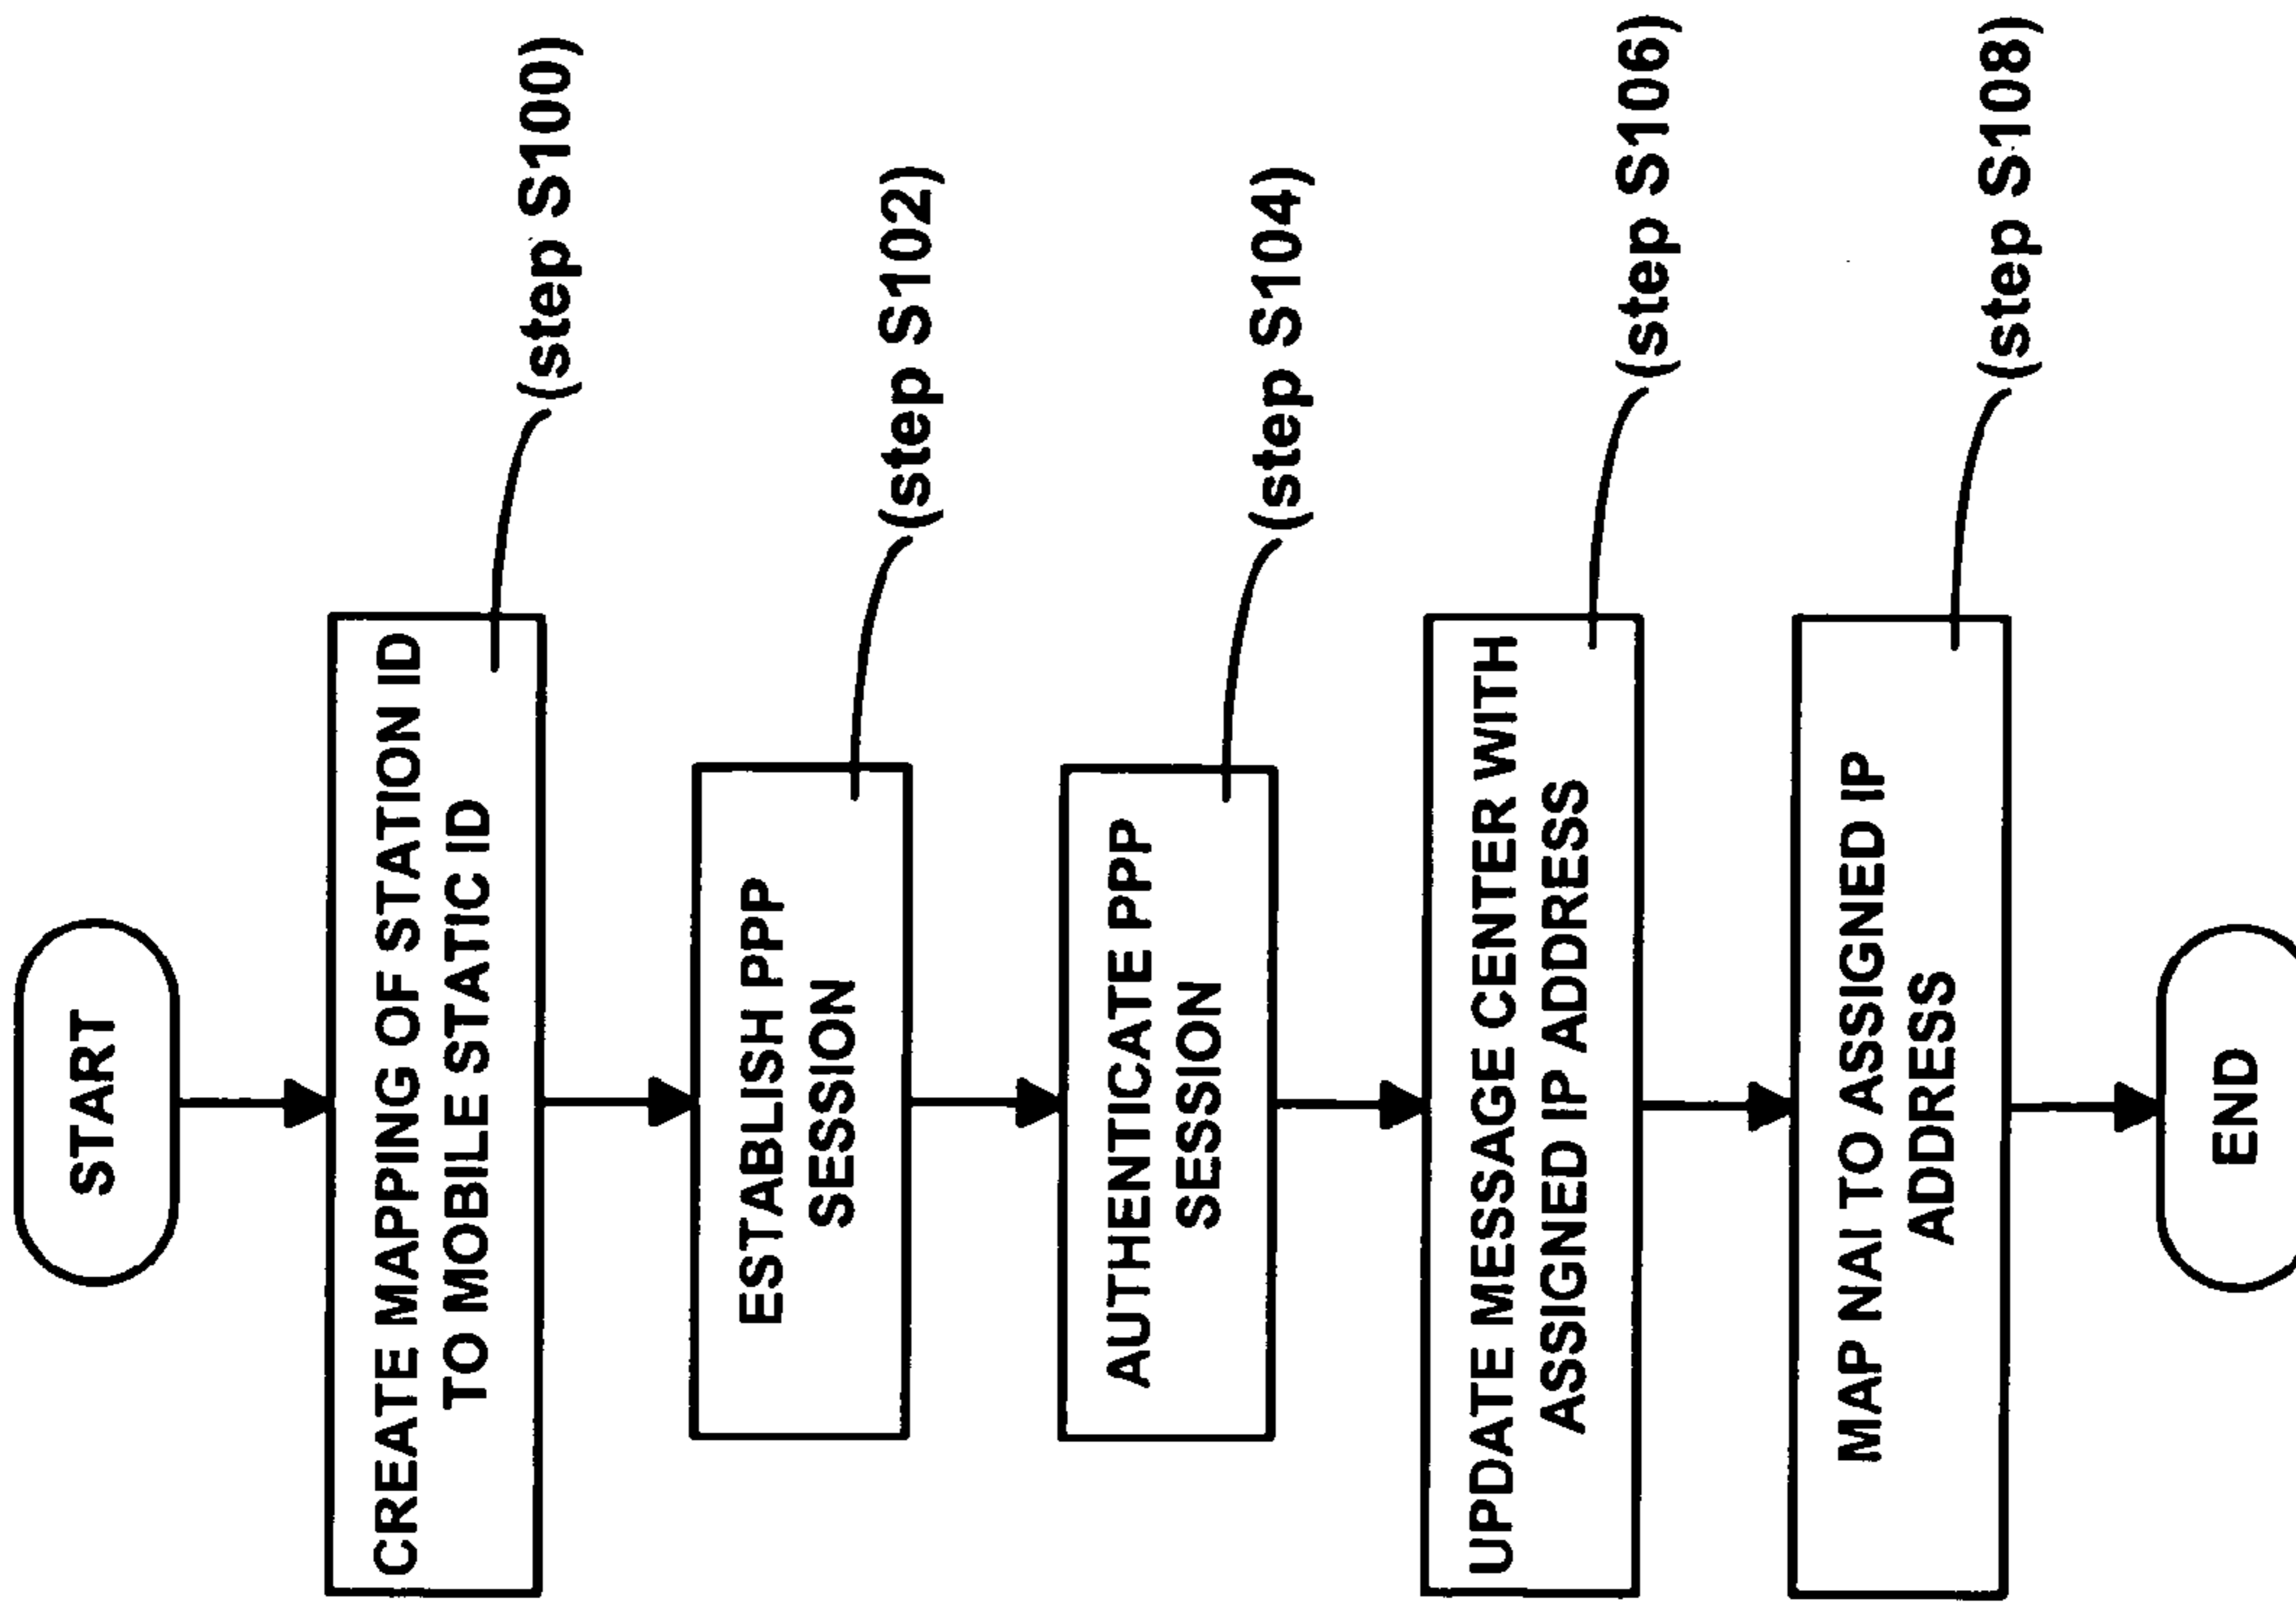 START
CREATE MAPPING OF STATION ID
TO MOBILE STATIC ID
(step S100)
ESTABLISH PPP
SESSION
(step S102)
AUTHENTICATE PPP
SESSION
(step S104)
UPDATE MESSAGE CENTER WITH
ASSIGNED IP ADDRESS
(step S106)
MAP NAI TO ASSIGNED IP
ADDRESS
(step S108)
END